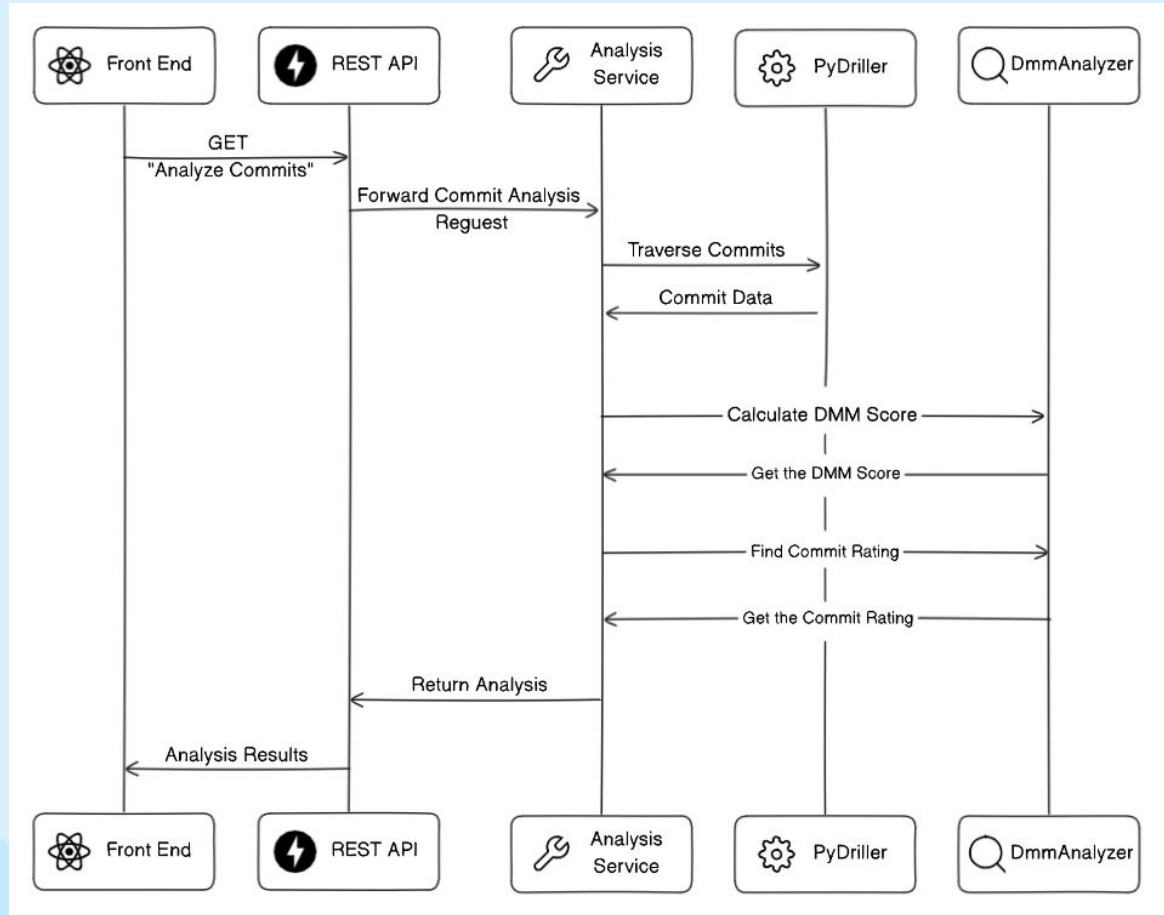 Front End
REST API
Analysis
Service
PyDriller
DmmAnalyzer
GET
"Analyze Commits"
Forward Commit Analysis
Reguest
Traverse Commits
Commit Data
Calculate DMM Score
Get the DMM Score
Find Commit Rating
Get the Commit Rating
Return Analysis
Analysis Results
Front End
REST API
Analysis
Service
PyDriller
DmmAnalyzer